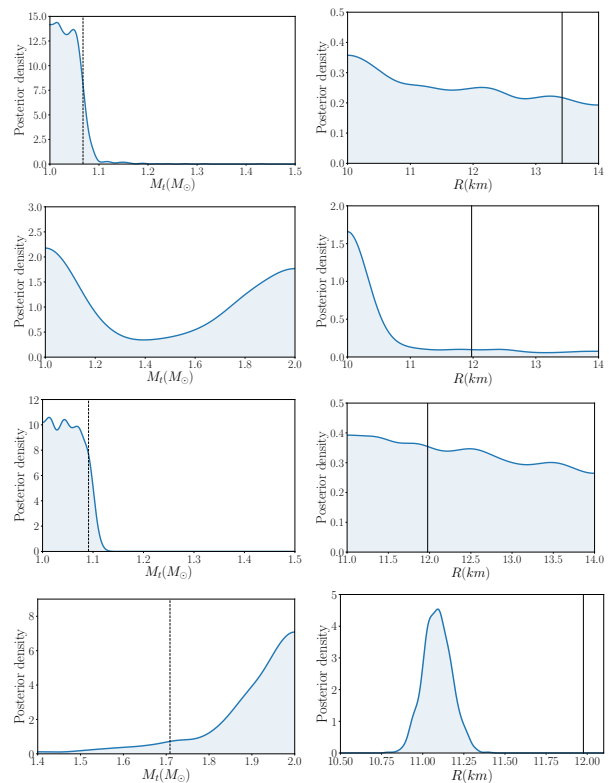 Posterior density
15.0
12.5
10.0
7.5
5.0
2.5
0.0
1.0 1.1 1.2 1.3 1.4 1.5
M_t(M_⊙)
Posterior density
0.5
0.4
0.3
0.2
0.1
0.0
10 11 12 13 14
R(km)
Posterior density
3.0
2.5
2.0
1.5
1.0
0.5
0.0
1.0 1.2 1.4 1.6 1.8 2.0
M_t(M_⊙)
Posterior density
2.0
1.5
1.0
0.5
0.0
10 11 12 13 14
R(km)
Posterior density
12
10
8
6
4
2
0
1.0 1.1 1.2 1.3 1.4 1.5
M_t(M_⊙)
Posterior density
0.5
0.4
0.3
0.2
0.1
0.0
11.0 11.5 12.0 12.5 13.0 13.5 14.0
R(km)
Posterior density
8
6
4
2
0
1.4 1.5 1.6 1.7 1.8 1.9 2.0
M_t(M_⊙)
Posterior density
5
4
3
2
1
0
10.50 10.75 11.00 11.25 11.50 11.75 12.00
R(km)